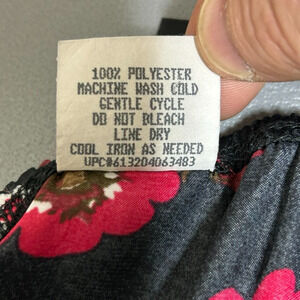 100% POLYESTER
MACHINE WASH COLD
GENTLE CYCLE
DO NOT BLEACH
LINE DRY
COOL IRON AS NEEDED
UPC#613204063483